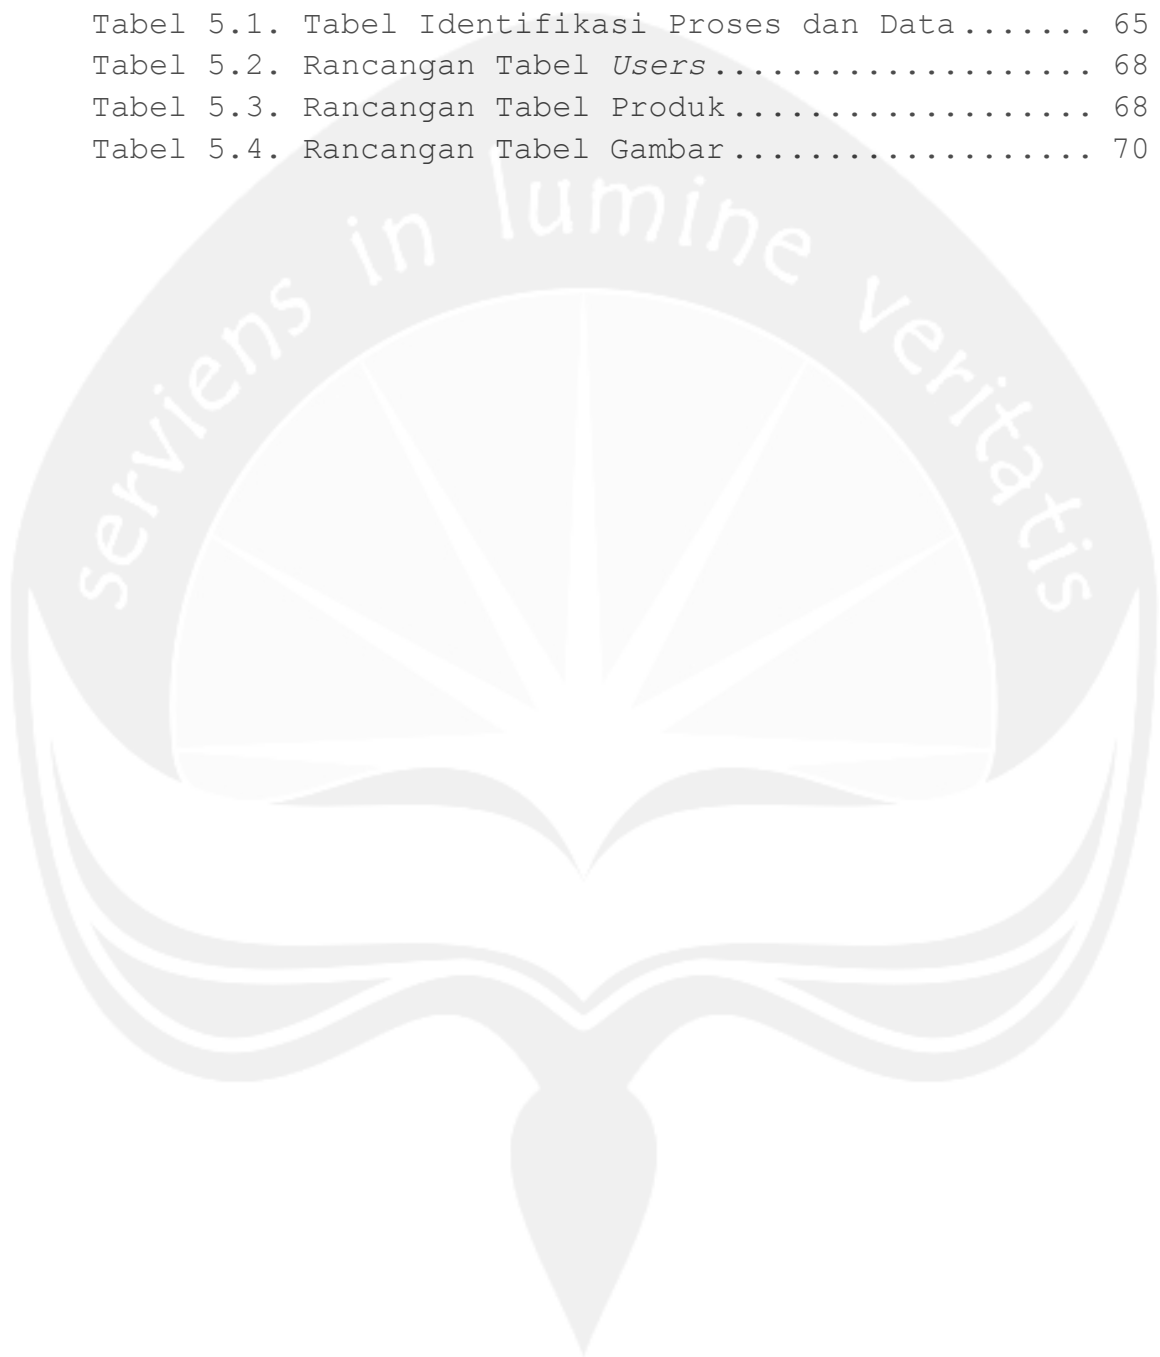 Tabel 5.1. Tabel Identifikasi Proses dan Data....... 65
Tabel 5.2. Rancangan Tabel Users.................... 68
Tabel 5.3. Rancangan Tabel Produk................... 68
Tabel 5.4. Rancangan Tabel Gambar................... 70
serviens in lumine veritatis